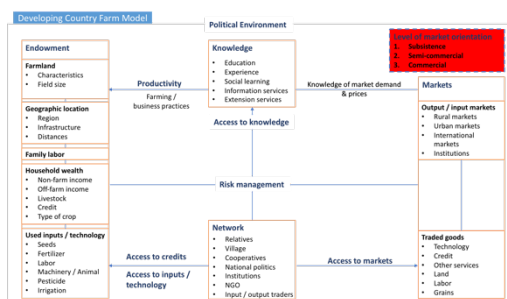 Developing Country Farm Model
Political Environment
Level of market orientation
1. Subsistence
2. Semi-commercial
3. Commercial
Endowment
Farmland
• Characteristics
• Field size
Geographic location
• Region
• Infrastructure
• Distances
Family labor
Household wealth
• Non-farm income
• Off-farm income
• Livestock
• Credit
• Type of crop
Used inputs / technology
• Seeds
• Fertilizer
• Labor
• Machinery / Animal
• Pesticide
• Irrigation
Productivity
Farming /
business practices
Knowledge
• Education
• Experience
• Social learning
• Information services
• Extension services
Access to knowledge
Knowledge of market demand
& prices
Risk management
Network
• Relatives
• Village
• Cooperatives
• National politics
• Institutions
• NGO
• Input / output traders
Access to credits
Access to inputs /
technology
Access to markets
Markets
Output / input markets
• Rural markets
• Urban markets
• International
markets
• Institutions
Traded goods
• Technology
• Credit
• Other services
• Land
• Labor
• Grains